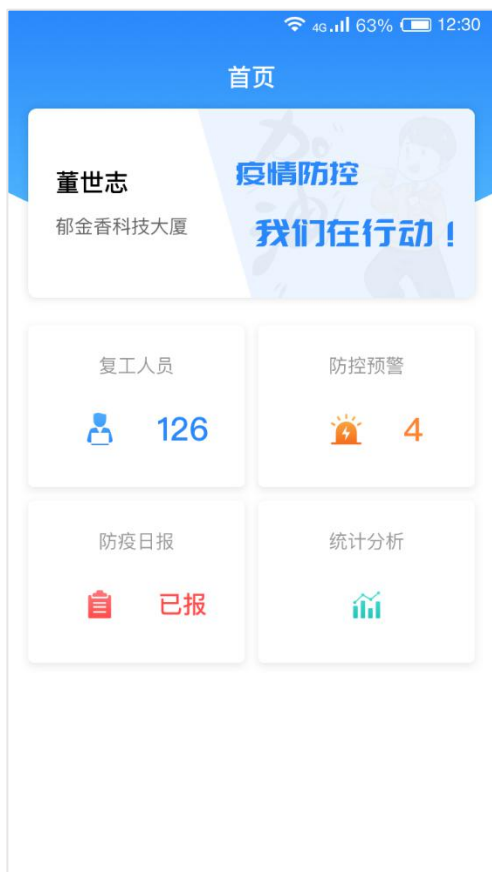 4G 63% 12:30
首页
董世志
郁金香科技大厦
疫情防控
我们在行动！
加油
复工人员
防控预警
126
4
防疫日报
统计分析
已报